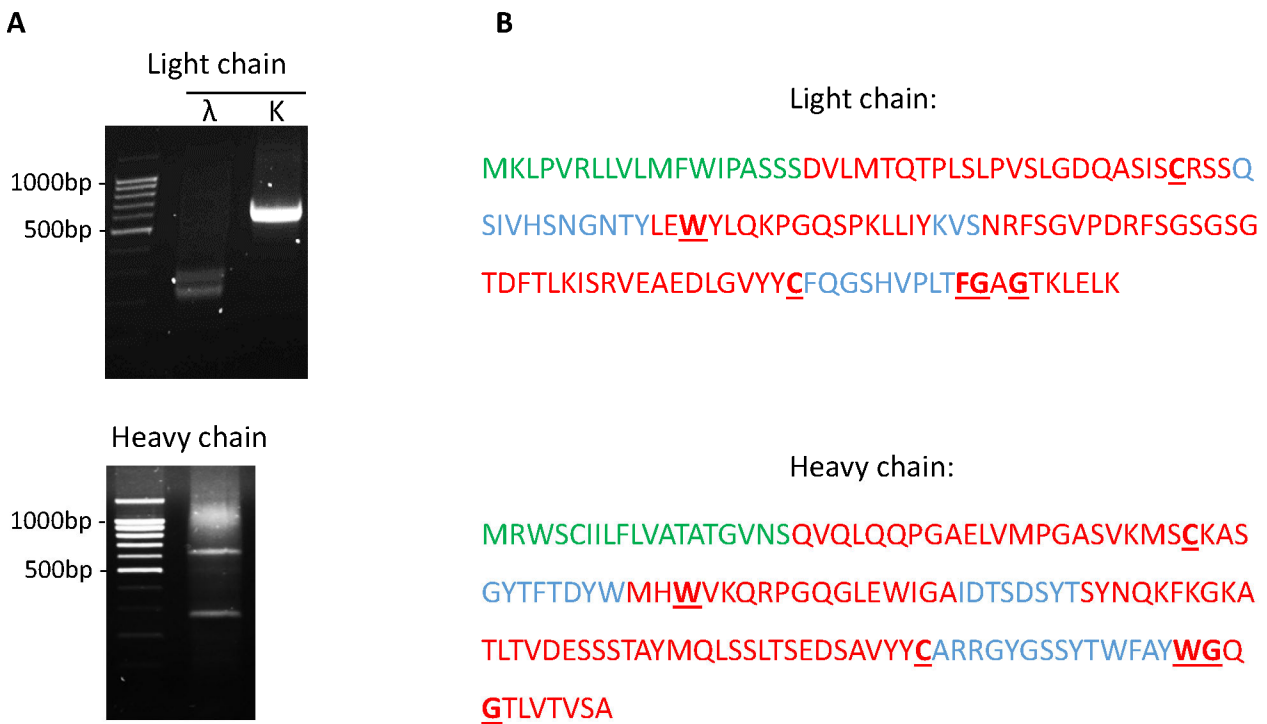 A
Light chain
λ K
1000bp -
500bp -
Heavy chain
1000bp -
500bp -
B
Light chain:
MKLPVRLLVLMFWIPASSSDVLMTQTPLSLPVSLGDQASISCRSSQ
SIVHSNGNTYLEWYLQKPGQSPKLLIYKVSNRFSGVPDRFSGSGSG
TDFTLKISRVEAEDLGVYYCFQGSHVPLTFGAGTKLELK
Heavy chain:
MRWSCIILFLVATATGVNSQVQLQQPGAELVMPGASVKMSCKAS
GYTFTDYWMHWVKQRPGQGLEWIGAIDTSDSYTSYNQKFKGKA
TLTVDESSSTAYMQLSSLTSEDSAVYYCARRGYGSSYTWFAYWGQ
GTLVTVSA